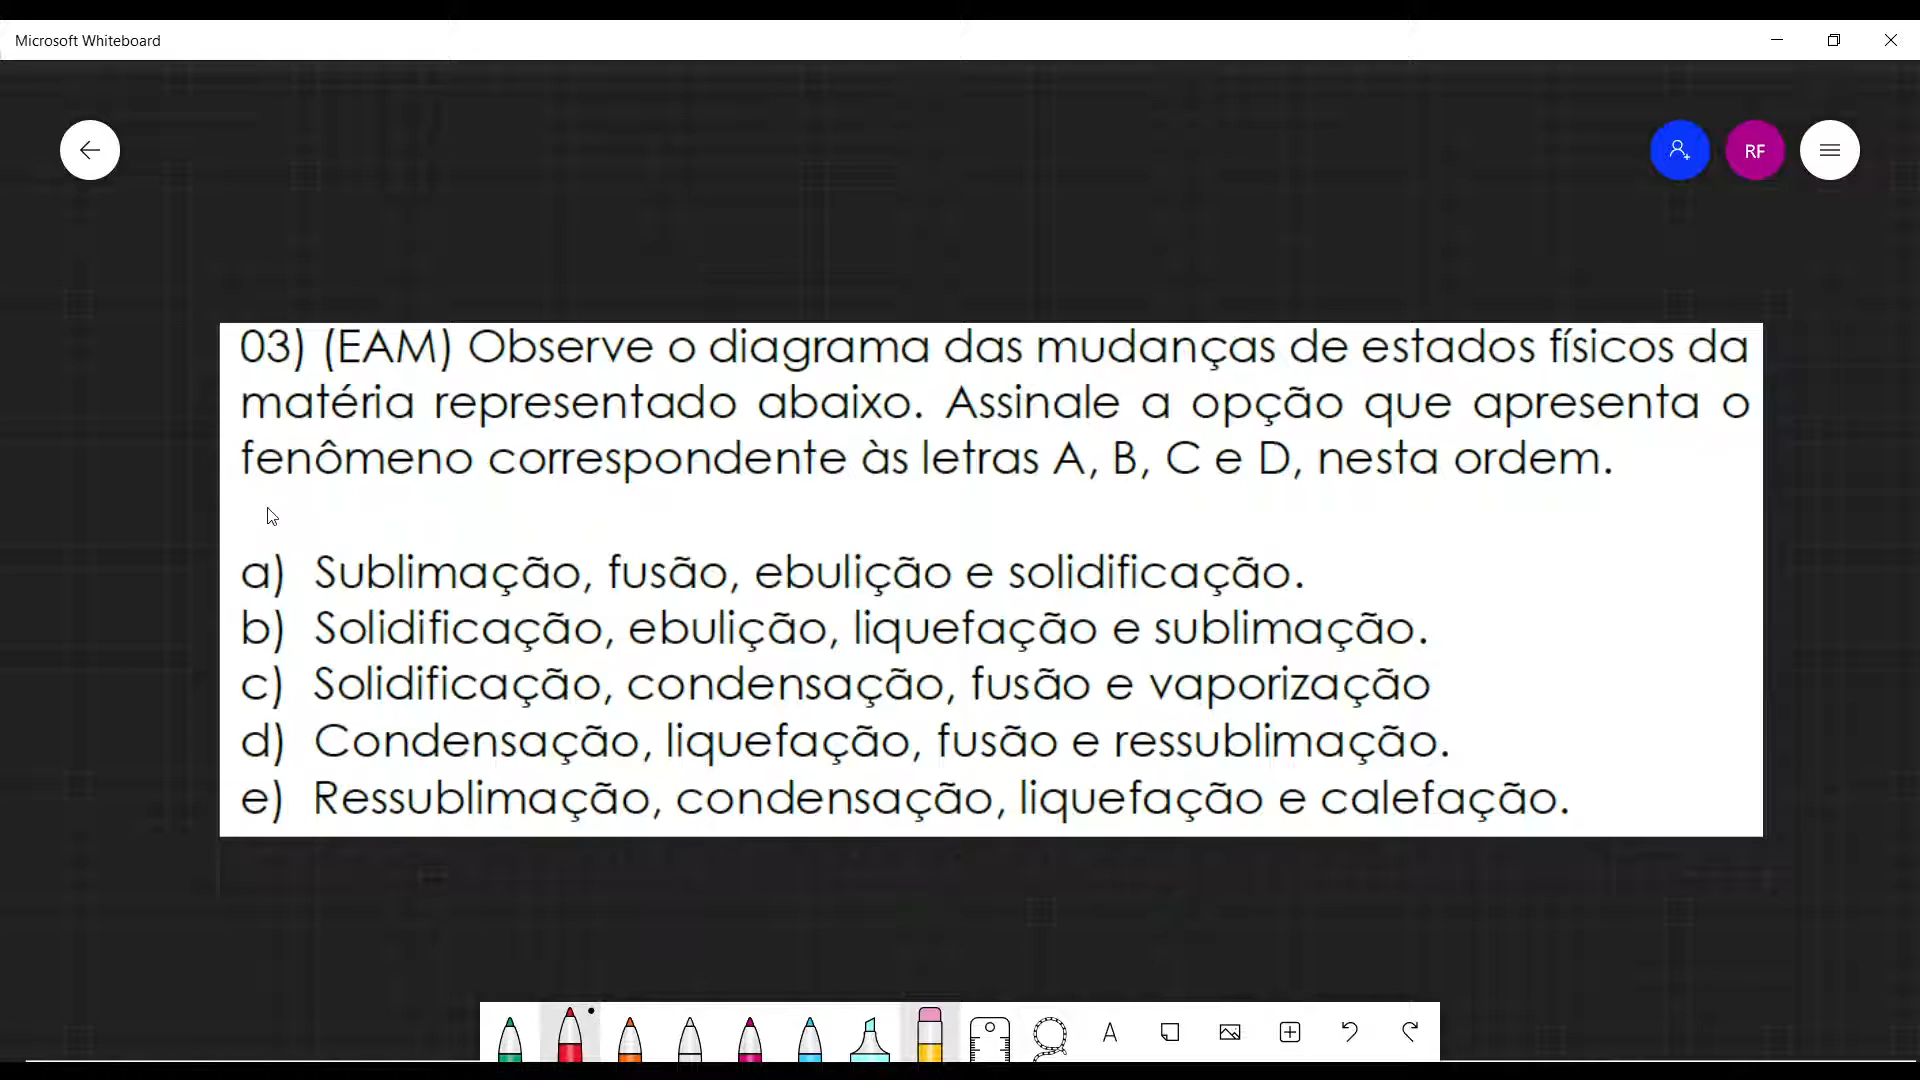 Microsoft Whiteboard
RF
03) (EAM) Observe o diagrama das mudanças de estados físicos da
matéria representado abaixo. Assinale a opção que apresenta o
fenômeno correspondente às letras A, B, C e D, nesta ordem.
a) Sublimação, fusão, ebulição e solidificação.
b) Solidificação, ebulição, liquefação e sublimação.
c) Solidificação, condensação, fusão e vaporização
d) Condensação, liquefação, fusão e ressublimação.
e) Ressublimação, condensação, liquefação e calefação.
A